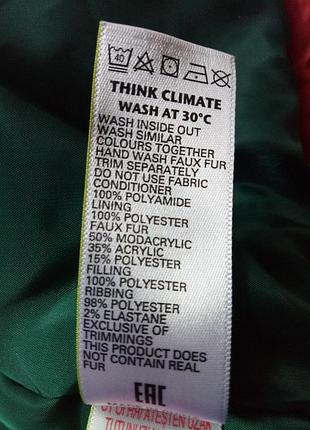 40
THINK CLIMATE
WASH AT 30°C
WASH INSIDE OUT
WASH SIMILAR
COLOURS TOGETHER
HAND WASH FAUX FUR
TRIM SEPARATELY
DO NOT USE FABRIC
CONDITIONER
100% POLYAMIDE
LINING
100% POLYESTER
FAUX FUR
50% MODACRYLIC
35% ACRYLIC
15% POLYESTER
FILLING
100% POLYESTER
RIBBING
98% POLYESTER
2% ELASTANE
EXCLUSIVE OF
TRIMMINGS
THIS PRODUCT DOES
NOT CONTAIN REAL
FUR
EAC
UZAK